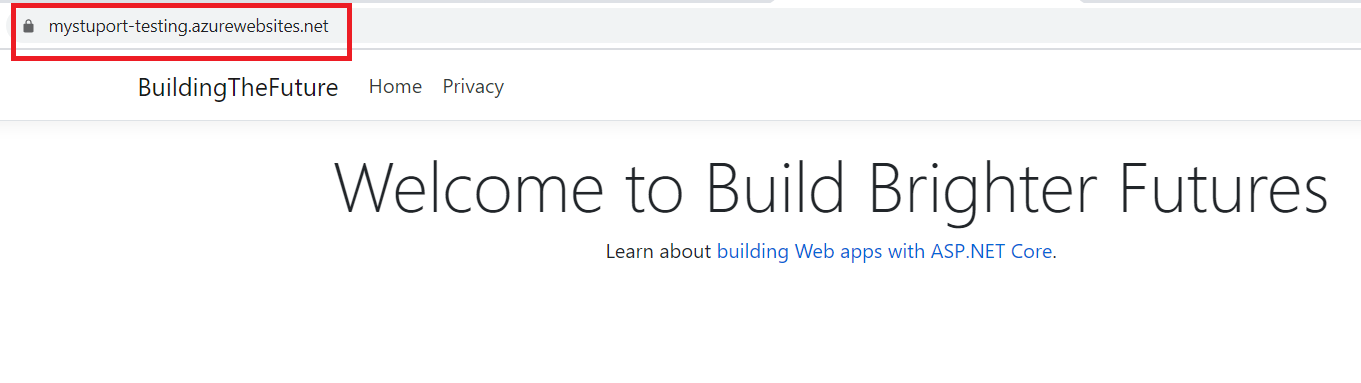 mystuport-testing.azurewebsites.net
BuildingTheFuture Home Privacy
Welcome to Build Brighter Futures
Learn about building Web apps with ASP.NET Core.